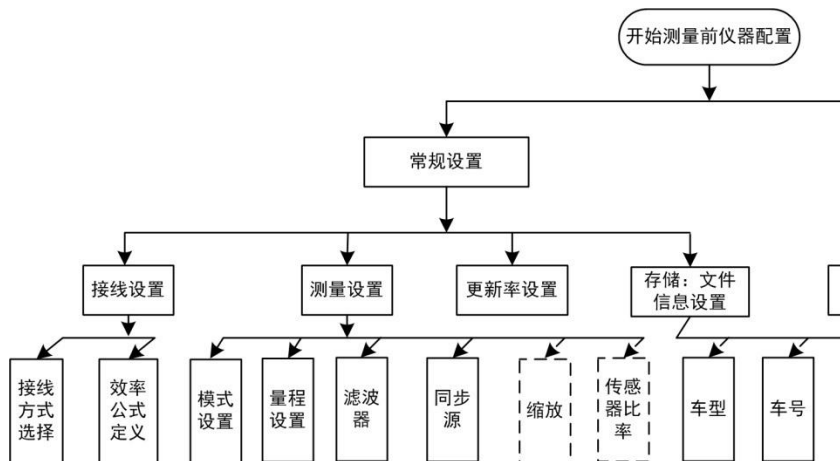 开始测量前仪器配置
常规设置
接线设置
测量设置
更新率设置
存储：文件
信息设置
接线
方式
选择
效率
公式
定义
模式
设置
量程
设置
滤波
器
同步
源
缩放
传感
器比
率
车型
车号